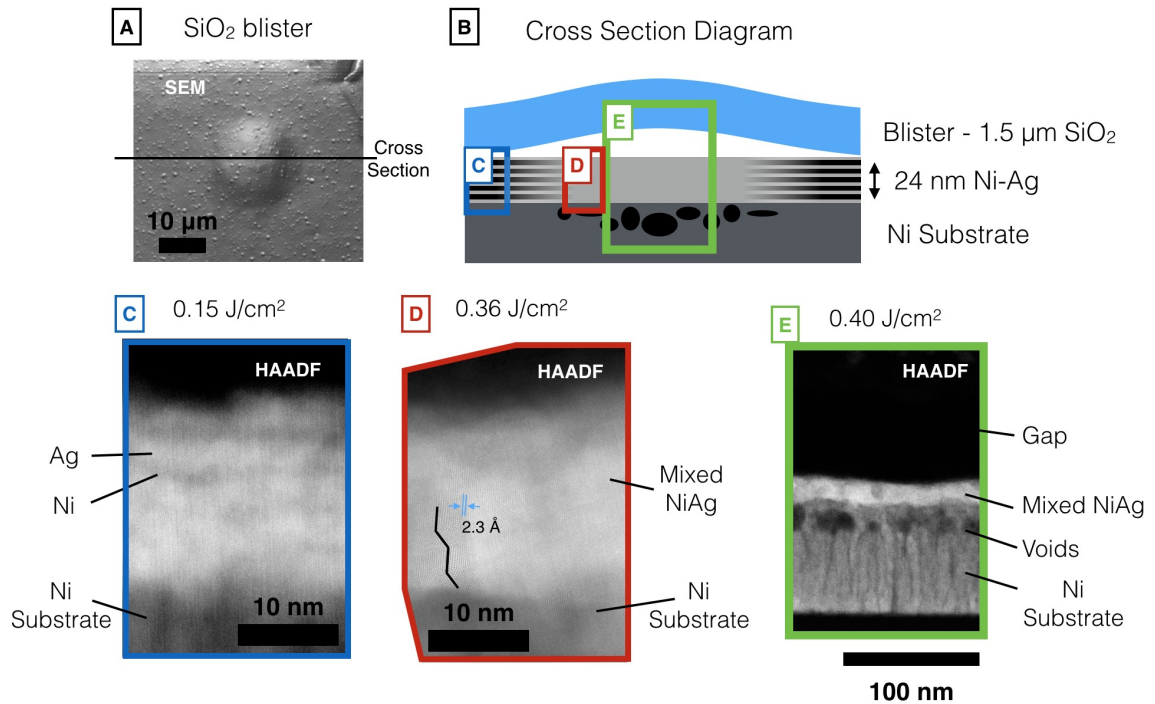 A
SiO₂ blister
SEM
Cross
Section
10 µm
B
Cross Section Diagram
E
C
D
Blister - 1.5 µm SiO₂
24 nm Ni-Ag
Ni Substrate
C
0.15 J/cm²
HAADF
Ag
Ni
Ni
Substrate
10 nm
D
0.36 J/cm²
HAADF
Mixed
NiAg
2.3 Å
Ni
Substrate
10 nm
E
0.40 J/cm²
HAADF
Gap
Mixed NiAg
Voids
Ni
Substrate
100 nm